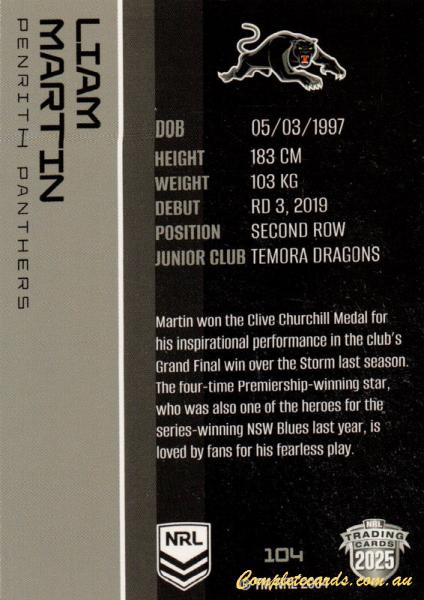 LIAM
MARTIN
PENRITH PANTHERS
DOB 05/03/1997
HEIGHT 183 CM
WEIGHT 103 KG
DEBUT RD 3, 2019
POSITION SECOND ROW
JUNIOR CLUB TEMORA DRAGONS
Martin won the Clive Churchill Medal for
his inspirational performance in the club's
Grand Final win over the Storm last season.
The four-time Premiership-winning star,
who was also one of the heroes for the
series-winning NSW Blues last year, is
loved by fans for his fearless play.
NRL
104
NRL
TRADING
CARDS
2025
Completecards.com.au